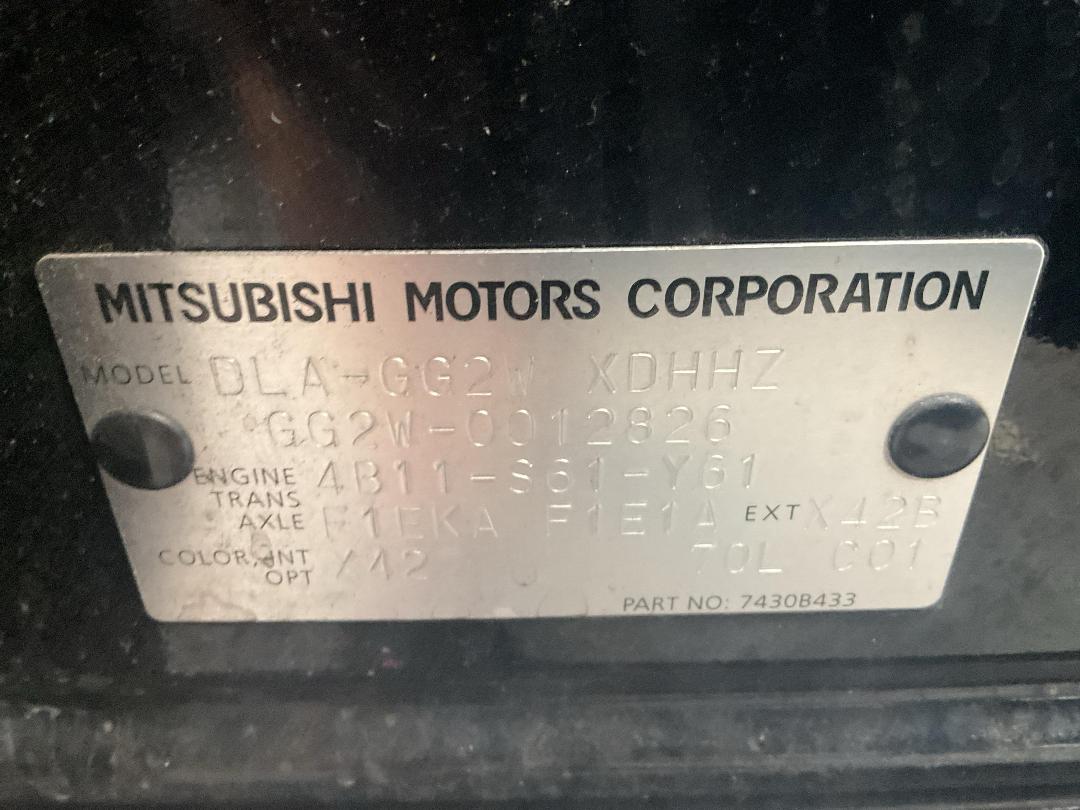 MITSUBISHI MOTORS CORPORATION
MODEL DLA-GG2W XDHHZ
GG2W-0012826
ENGINE 4B11-S61-Y61
TRANS
AXLE F1EKA F1E1A EXT X42B
COLOR, INT /42 70L C01
OPT
PART NO: 7430B433